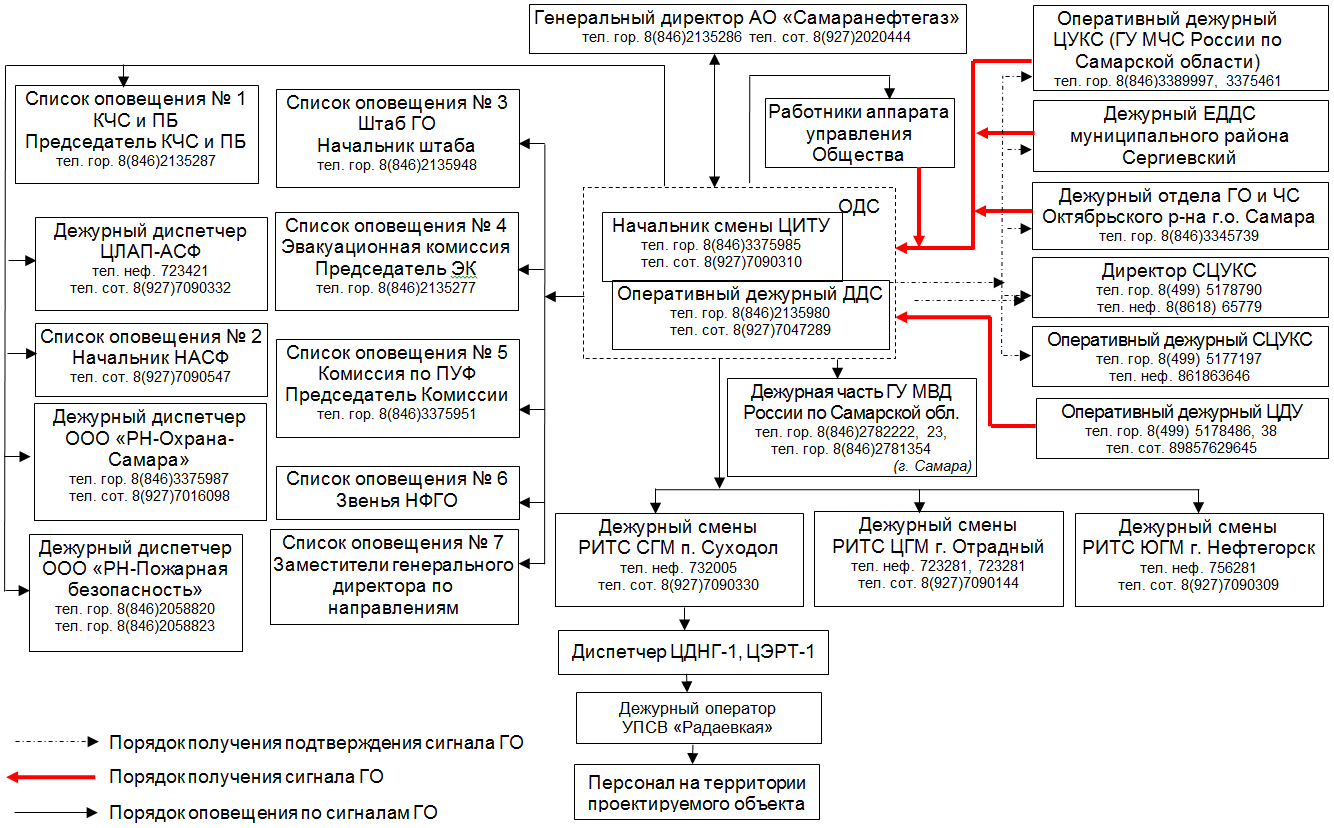 Генеральный директор АО «Самаранефтегаз»
тел. гор. 8(846)2135286 тел. сот. 8(927)2020444
Оперативный дежурный
ЦУКС (ГУ МЧС России по
Самарской области)
тел. гор. 8(846)3389997, 3375461
Список оповещения № 1
КЧС и ПБ
Председатель КЧС и ПБ
тел. гор. 8(846)2135287
Список оповещения № 3
Штаб ГО
Начальник штаба
тел. гор. 8(846)2135948
Работники аппарата
управления
Общества
Дежурный ЕДДС
муниципального района
Сергиевский
Дежурный отдела ГО и ЧС
Октябрьского р-на г.о. Самара
тел. гор. 8(846)3345739
ОДС
Начальник смены ЦИТУ
тел. гор. 8(846)3375985
тел. сот. 8(927)7090310
Оперативный дежурный ДДС
тел. гор. 8(846)2135980
тел. сот. 8(927)7047289
Дежурный диспетчер
ЦЛАП-АСФ
тел. неф. 723421
тел. сот. 8(927)7090332
Список оповещения № 4
Эвакуационная комиссия
Председатель ЭК
тел. гор. 8(846)2135277
Директор СЦУКС
тел. гор. 8(499) 5178790
тел. неф. 8(8618) 65779
Список оповещения № 2
Начальник НАСФ
тел. сот. 8(927)7090547
Список оповещения № 5
Комиссия по ПУФ
Председатель Комиссии
тел. гор. 8(846)3375951
Оперативный дежурный СЦУКС
тел. гор. 8(499) 5177197
тел. неф. 861863646
Дежурная часть ГУ МВД
России по Самарской обл.
тел. гор. 8(846)2782222, 23,
тел. гор. 8(846)2781354
(г. Самара)
Оперативный дежурный ЦДУ
тел. гор. 8(499) 5178486, 38
тел. сот. 89857629645
Дежурный диспетчер
ООО «РН-Охрана-
Самара»
тел. гор. 8(846)3375987
тел. сот. 8(927)7016098
Список оповещения № 6
Звенья НФГО
Дежурный диспетчер
ООО «РН-Пожарная
безопасность»
тел. гор. 8(846)2058820
тел. гор. 8(846)2058823
Список оповещения № 7
Заместители генерального
директора по
направлениям
Дежурный смены
РИТС СГМ п. Суходол
тел. неф. 732005
тел. сот. 8(927)7090330
Дежурный смены
РИТС ЦГМ г. Отрадный
тел. неф. 723281, 723281
тел. сот. 8(927)7090144
Дежурный смены
РИТС ЮГМ г. Нефтегорск
тел. неф. 756281
тел. сот. 8(927)7090309
Диспетчер ЦДНГ-1, ЦЭРТ-1
Дежурный оператор
УПСВ «Радаевкая»
Персонал на территории
проектируемого объекта
Порядок получения подтверждения сигнала ГО
Порядок получения сигнала ГО
Порядок оповещения по сигналам ГО